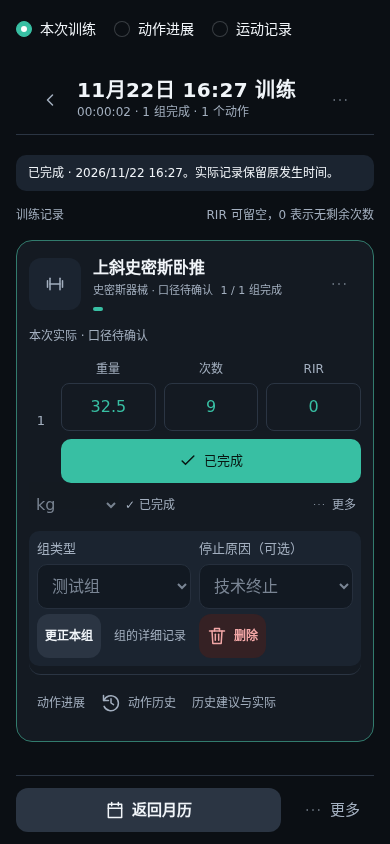 本次训练 动作进展 运动记录
11月22日 16:27 训练
00:00:02 · 1 组完成 · 1 个动作
···
已完成 · 2026/11/22 16:27。实际记录保留原发生时间。
训练记录 RIR 可留空，0 表示无剩余次数
上斜史密斯卧推
史密斯器械 · 口径待确认 1 / 1 组完成
···
本次实际 · 口径待确认
重量 次数 RIR
1 32.5 9 0
已完成
kg ✓ 已完成 ··· 更多
组类型 停止原因（可选）
测试组 技术终止
更正本组 组的详细记录 删除
动作进展 动作历史 历史建议与实际
返回月历 ··· 更多